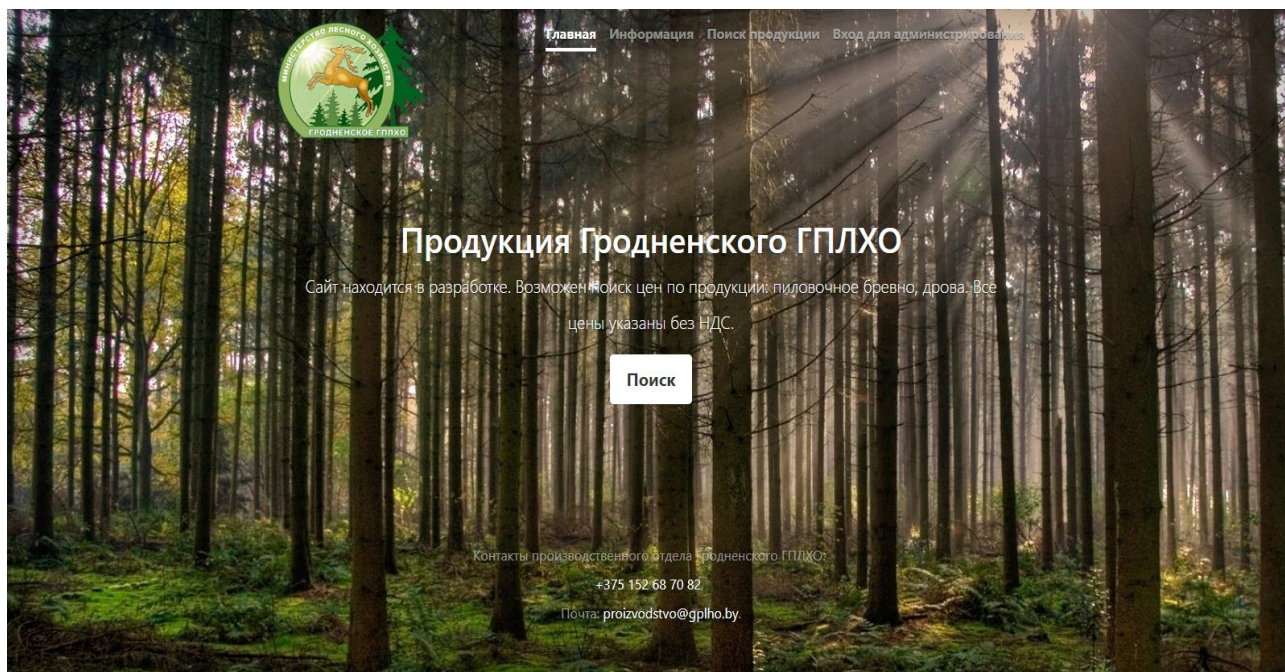 МИНИСТЕРСТВО ЛЕСНОГО ХОЗЯЙСТВА
ГРОДНЕНСКОЕ ГПЛХО
Главная Информация Поиск продукции Вход для администрирования
Продукция Гродненского ГПЛХО
Сайт находится в разработке. Возможен поиск цен по продукции: пиловочное бревно, дрова. Все
цены указаны без НДС.
Поиск
Контакты производственного отдела Гродненского ГПЛХО:
+375 152 68 70 82.
Почта: proizvodstvo@gplho.by.